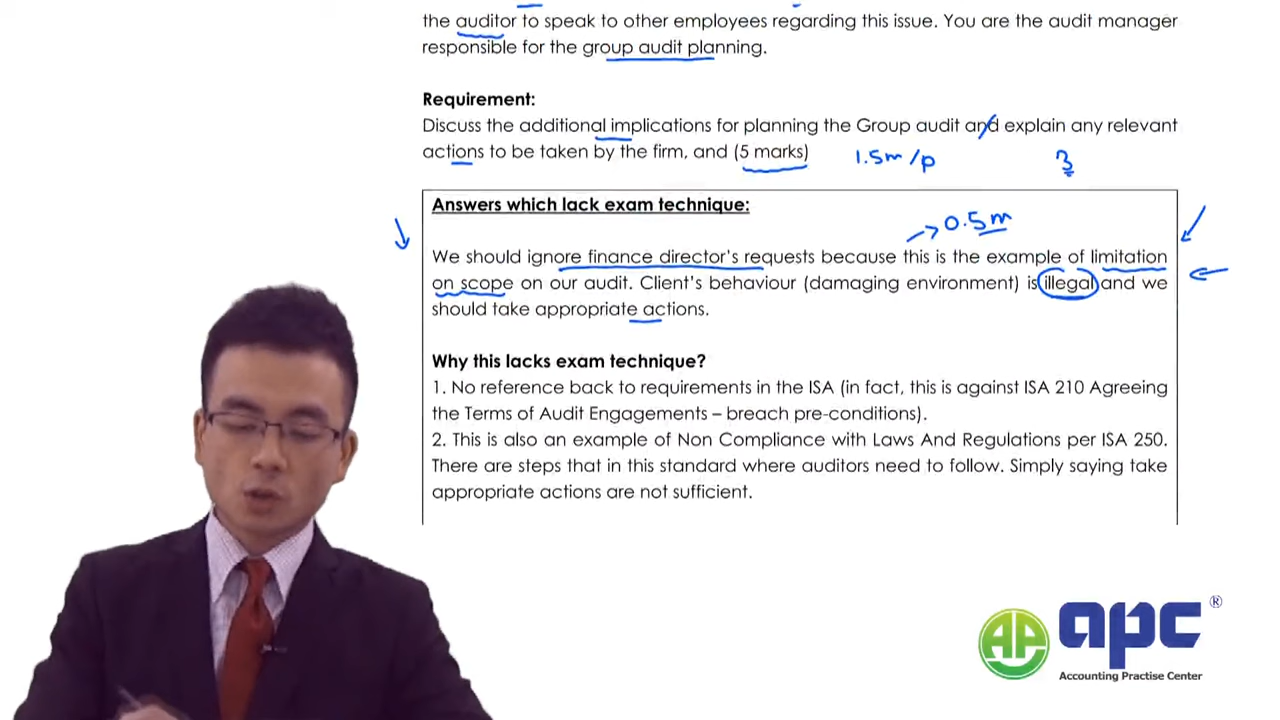 the auditor to speak to other employees regarding this issue. You are the audit manager
responsible for the group audit planning.
Requirement:
Discuss the additional implications for planning the Group audit and explain any relevant
actions to be taken by the firm, and (5 marks)
1.5m/p
3
Answers which lack exam technique:
→ 0.5m
We should ignore finance director's requests because this is the example of limitation
on scope on our audit. Client's behaviour (damaging environment) is illegal and we
should take appropriate actions.
Why this lacks exam technique?
1. No reference back to requirements in the ISA (in fact, this is against ISA 210 Agreeing
the Terms of Audit Engagements – breach pre-conditions).
2. This is also an example of Non Compliance with Laws And Regulations per ISA 250.
There are steps that in this standard where auditors need to follow. Simply saying take
appropriate actions are not sufficient.
AP
apc®
Accounting Practise Center